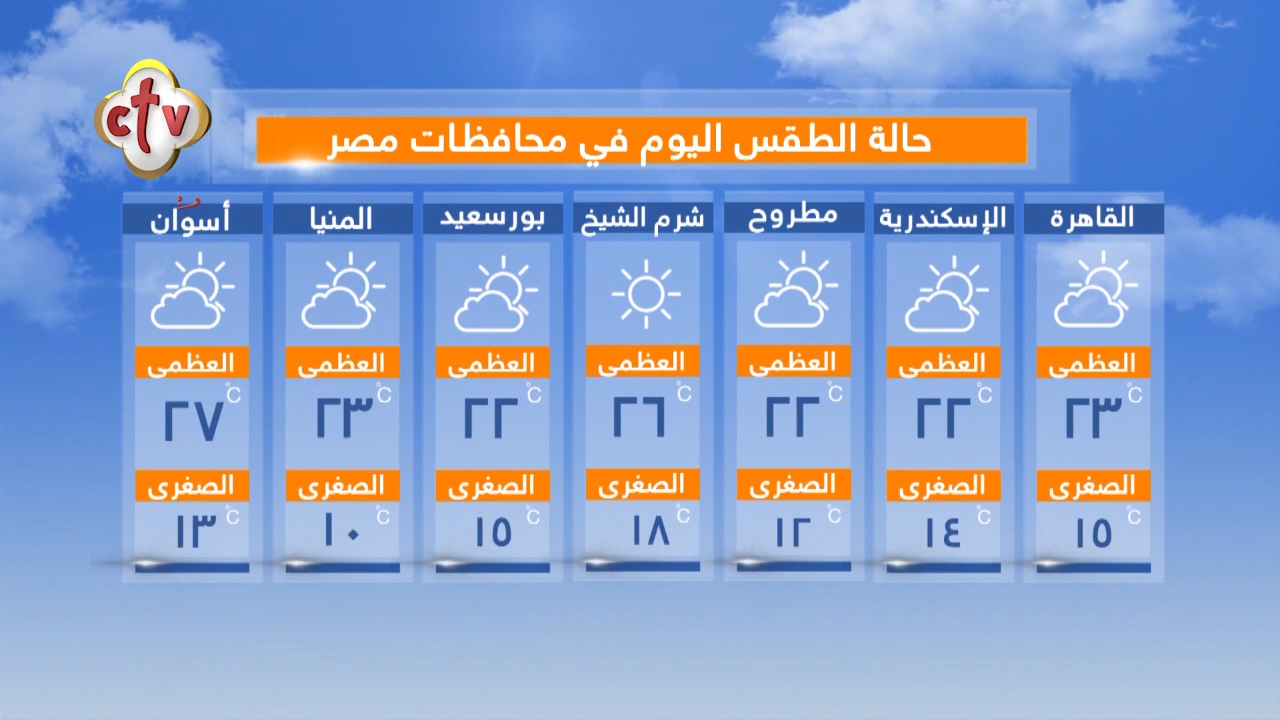 ctv
حالة الطقس اليوم في محافظات مصر
القاهرة
العظمى
٢٣ °C
الصغرى
١٥ °C
الإسكندرية
العظمى
٢٢ °C
الصغرى
١٤ °C
مطروح
العظمى
٢٢ °C
الصغرى
١٢ °C
شرم الشيخ
العظمى
٢٦ °C
الصغرى
١٨ °C
بورسعيد
العظمى
٢٢ °C
الصغرى
١٥ °C
المنيا
العظمى
٢٣ °C
الصغرى
١٠ °C
أسوان
العظمى
٢٧ °C
الصغرى
١٣ °C